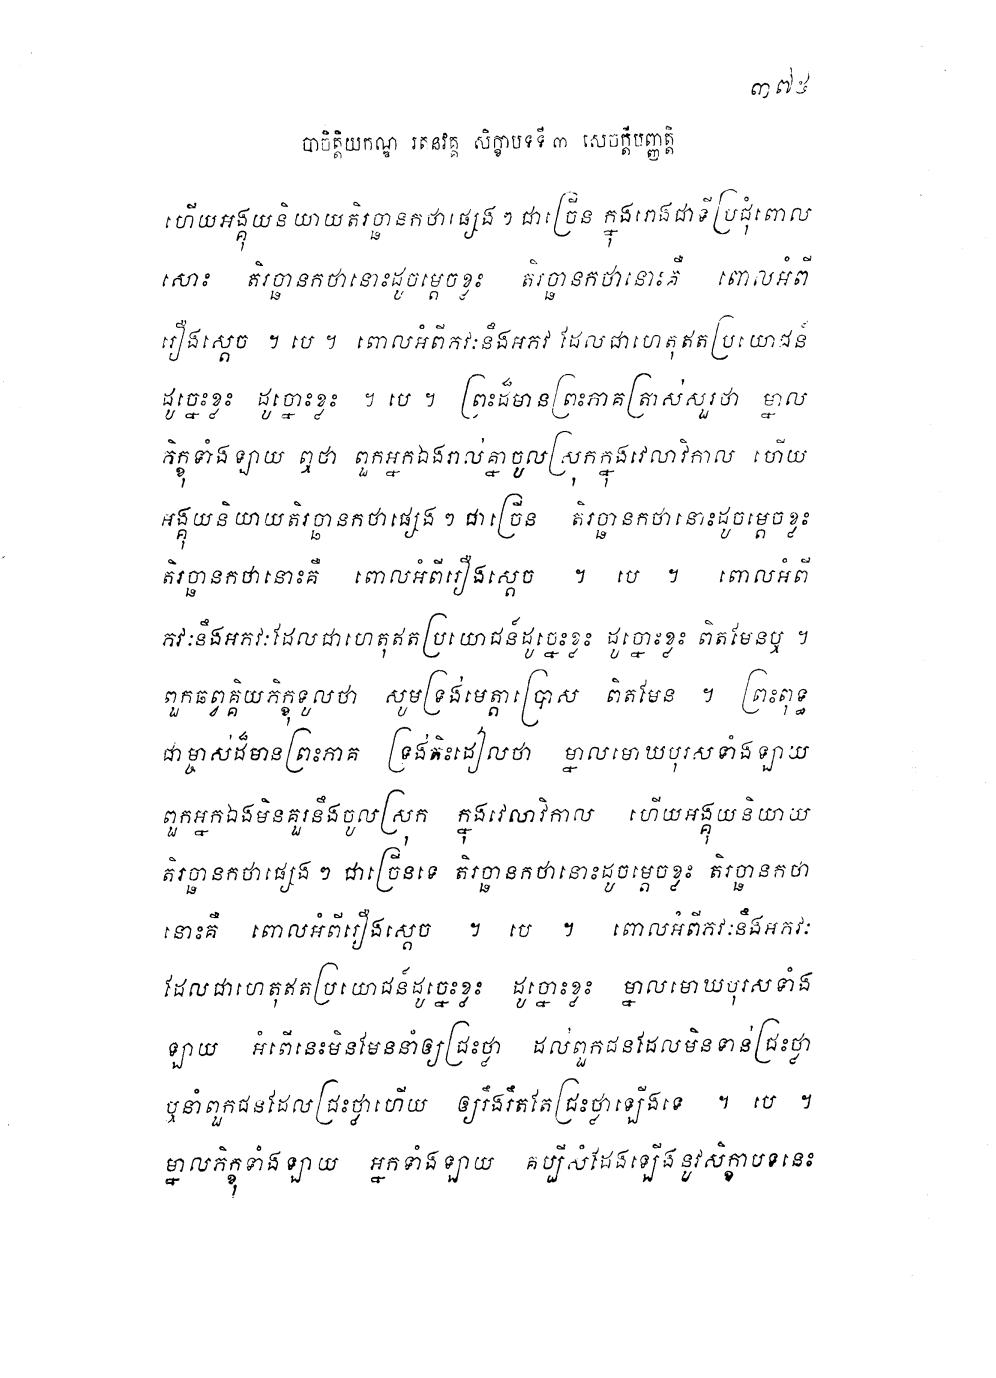 ៣៧៥
បាចិត្តិយកណ្ឌ រតនវគ្គ សិក្ខាបទទី ៣ សេចក្តីបញ្ញត្តិ
ហើយអង្គុយនិយាយតិរច្ឆានកថាផ្សេង ៗ ជាច្រើន ក្នុងរោងជាទីប្រជុំពោល
សោះ តិរច្ឆានកថានោះដូចម្តេចខ្លះ តិរច្ឆានកថានោះគឺ ពោលអំពី
រឿងស្តេច ។ បេ ។ ពោលអំពីភវៈនឹងអភវ ដែលជាហេតុឥតប្រយោជន៍
ដូច្នេះខ្លះ ដូច្នោះខ្លះ ។ បេ ។ ព្រះដ៏មានព្រះភាគត្រាស់សួរថា ម្នាល
ភិក្ខុទាំងឡាយ ឮថា ពួកអ្នកឯងរាល់គ្នាចូលស្រុកក្នុងវេលាវិកាល ហើយ
អង្គុយនិយាយតិរច្ឆានកថាផ្សេង ៗ ជាច្រើន តិរច្ឆានកថានោះដូចម្តេចខ្លះ
តិរច្ឆានកថានោះគឺ ពោលអំពីរឿងស្តេច ។ បេ ។ ពោលអំពី
ភវៈនឹងអភវៈដែលជាហេតុឥតប្រយោជន៍ដូច្នេះខ្លះ ដូច្នោះខ្លះ ពិតមែនឬ ។
ពួកឆព្វគ្គិយភិក្ខុទូលថា សូមទ្រង់មេត្តាប្រោស ពិតមែន ។ ព្រះពុទ្ធ
ជាម្ចាស់ដ៏មានព្រះភាគ ទ្រង់តិះដៀលថា ម្នាលមោឃបុរសទាំងឡាយ
ពួកអ្នកឯងមិនគួរនឹងចូលស្រុក ក្នុងវេលាវិកាល ហើយអង្គុយនិយាយ
តិរច្ឆានកថាផ្សេង ៗ ជាច្រើនទេ តិរច្ឆានកថានោះដូចម្តេចខ្លះ តិរច្ឆានកថា
នោះគឺ ពោលអំពីរឿងស្តេច ។ បេ ។ ពោលអំពីភវៈនឹងអភវៈ
ដែលជាហេតុឥតប្រយោជន៍ដូច្នេះខ្លះ ដូច្នោះខ្លះ ម្នាលមោឃបុរសទាំង
ឡាយ អំពើនេះមិនមែននាំឲ្យជ្រះថ្លា ដល់ពួកជនដែលមិនទាន់ជ្រះថ្លា
ឬនាំពួកជនដែលជ្រះថ្លាហើយ ឲ្យរឹងរឹតតែជ្រះថ្លាឡើងទេ ។ បេ ។
ម្នាលភិក្ខុទាំងឡាយ អ្នកទាំងឡាយ គប្បីសំដែងឡើងនូវសិក្ខាបទនេះ